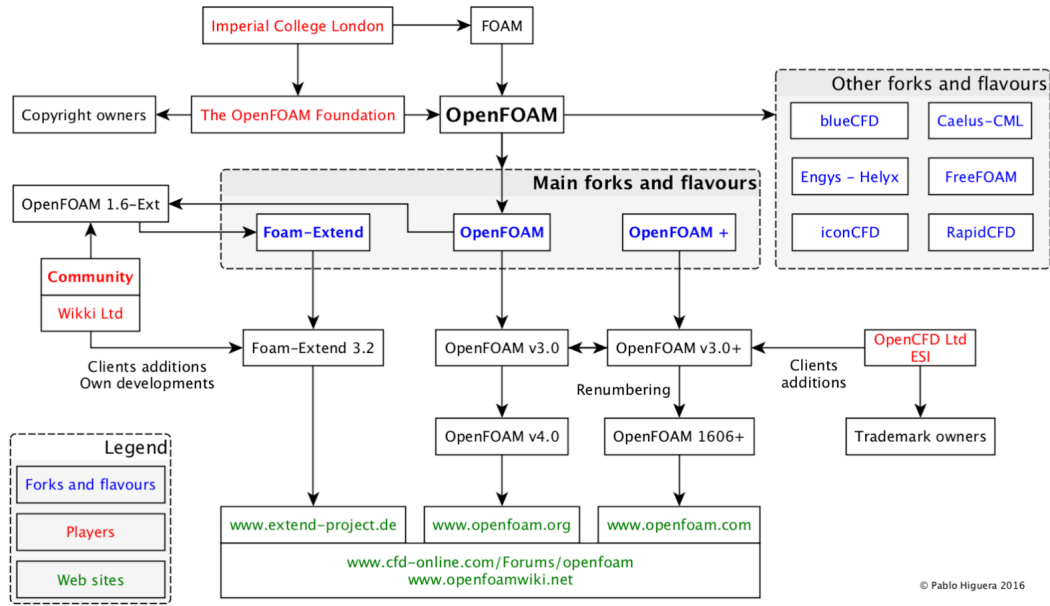 Imperial College London
FOAM
Copyright owners
The OpenFOAM Foundation
OpenFOAM
Other forks and flavours
blueCFD
Caelus-CML
Engys - Helyx
FreeFOAM
iconCFD
RapidCFD
Main forks and flavours
OpenFOAM 1.6-Ext
Foam-Extend
OpenFOAM
OpenFOAM +
Community
Wikki Ltd
Clients additions
Own developments
Foam-Extend 3.2
OpenFOAM v3.0
OpenFOAM v3.0+
Renumbering
Clients
additions
OpenCFD Ltd
ESI
OpenFOAM v4.0
OpenFOAM 1606+
Trademark owners
Legend
Forks and flavours
Players
Web sites
www.extend-project.de
www.openfoam.org
www.openfoam.com
www.cfd-online.com/Forums/openfoam
www.openfoamwiki.net
© Pablo Higuera 2016